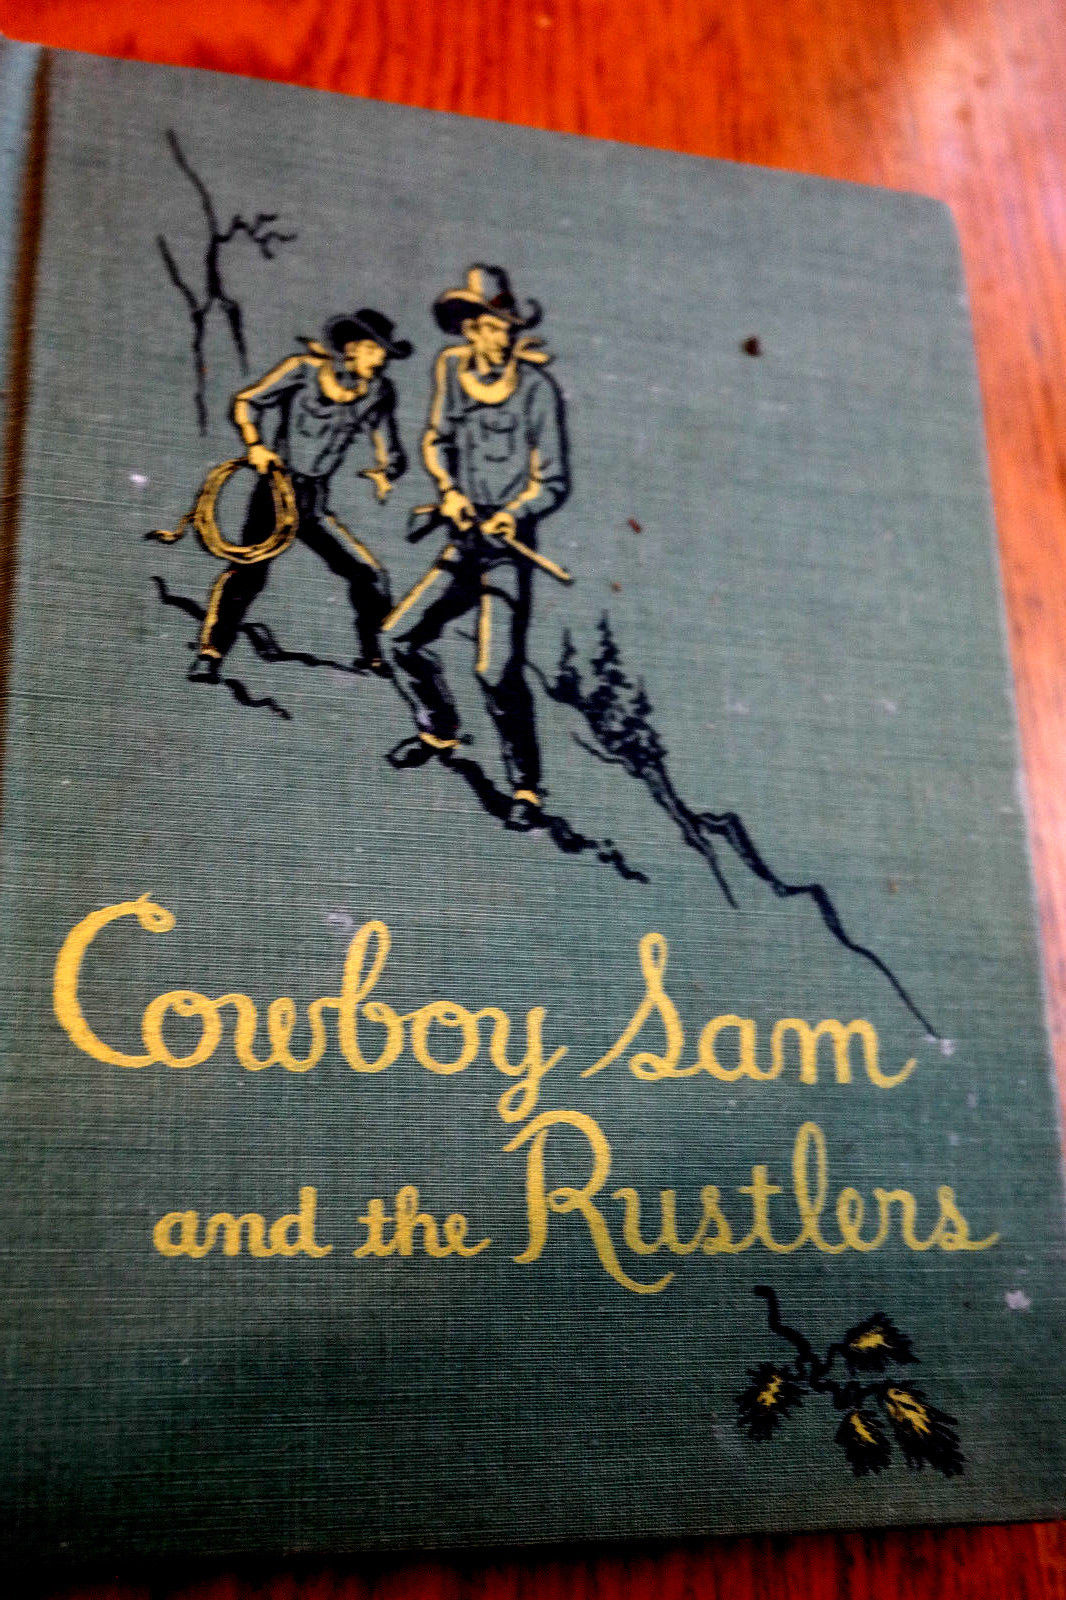 Cowboy Sam
and the Rustlers